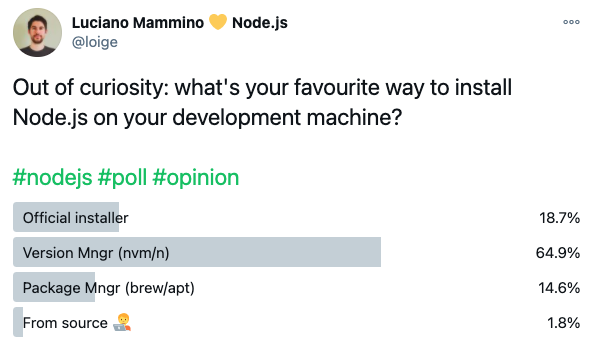 Luciano Mammino 💛 Node.js
@loige
Out of curiosity: what's your favourite way to install
Node.js on your development machine?
#nodejs #poll #opinion
Official installer 18.7%
Version Mngr (nvm/n) 64.9%
Package Mngr (brew/apt) 14.6%
From source 🧑‍💻 1.8%